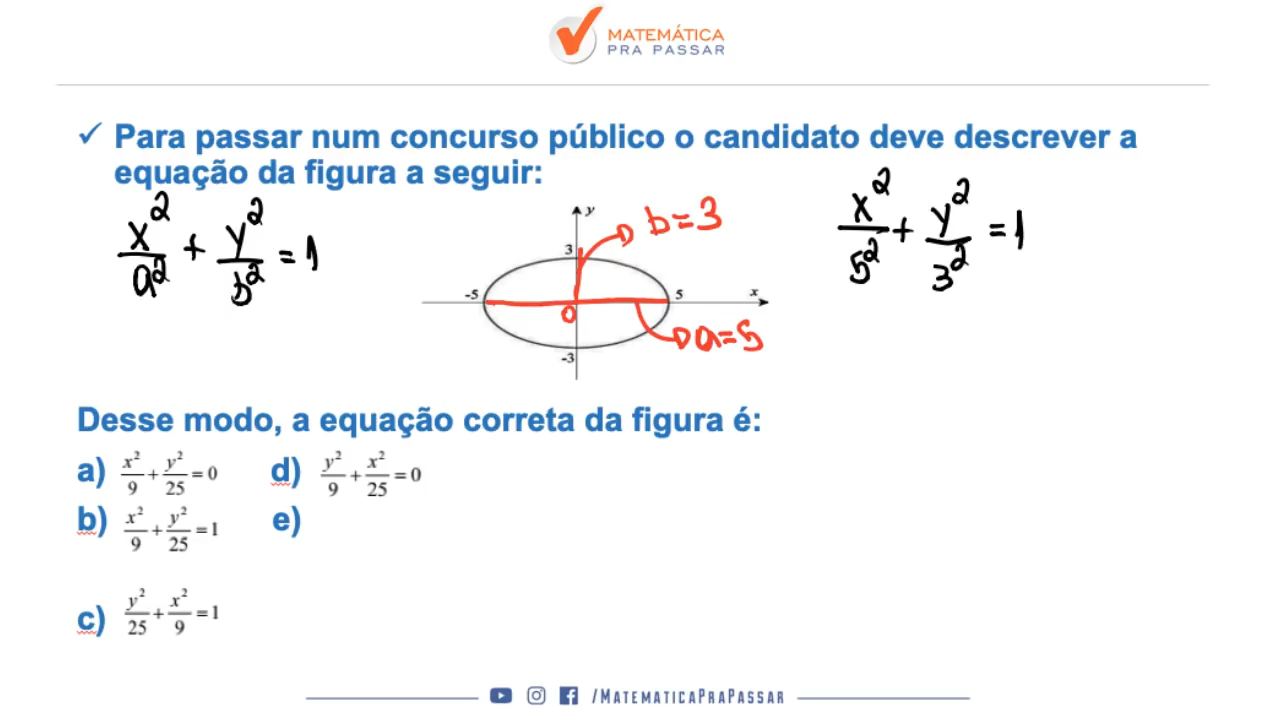 MATEMÁTICA
PRA PASSAR
✓ Para passar num concurso público o candidato deve descrever a
equação da figura a seguir:
x²/a² + y²/b² = 1
x²/5² + y²/3² = 1
y
b=3
3
-5
5
x
0
a=5
-3
Desse modo, a equação correta da figura é:
a) x²/9 + y²/25 = 0
d) y²/9 + x²/25 = 0
b) x²/9 + y²/25 = 1
e)
c) y²/25 + x²/9 = 1
/MATEMATICAPRAPASSAR